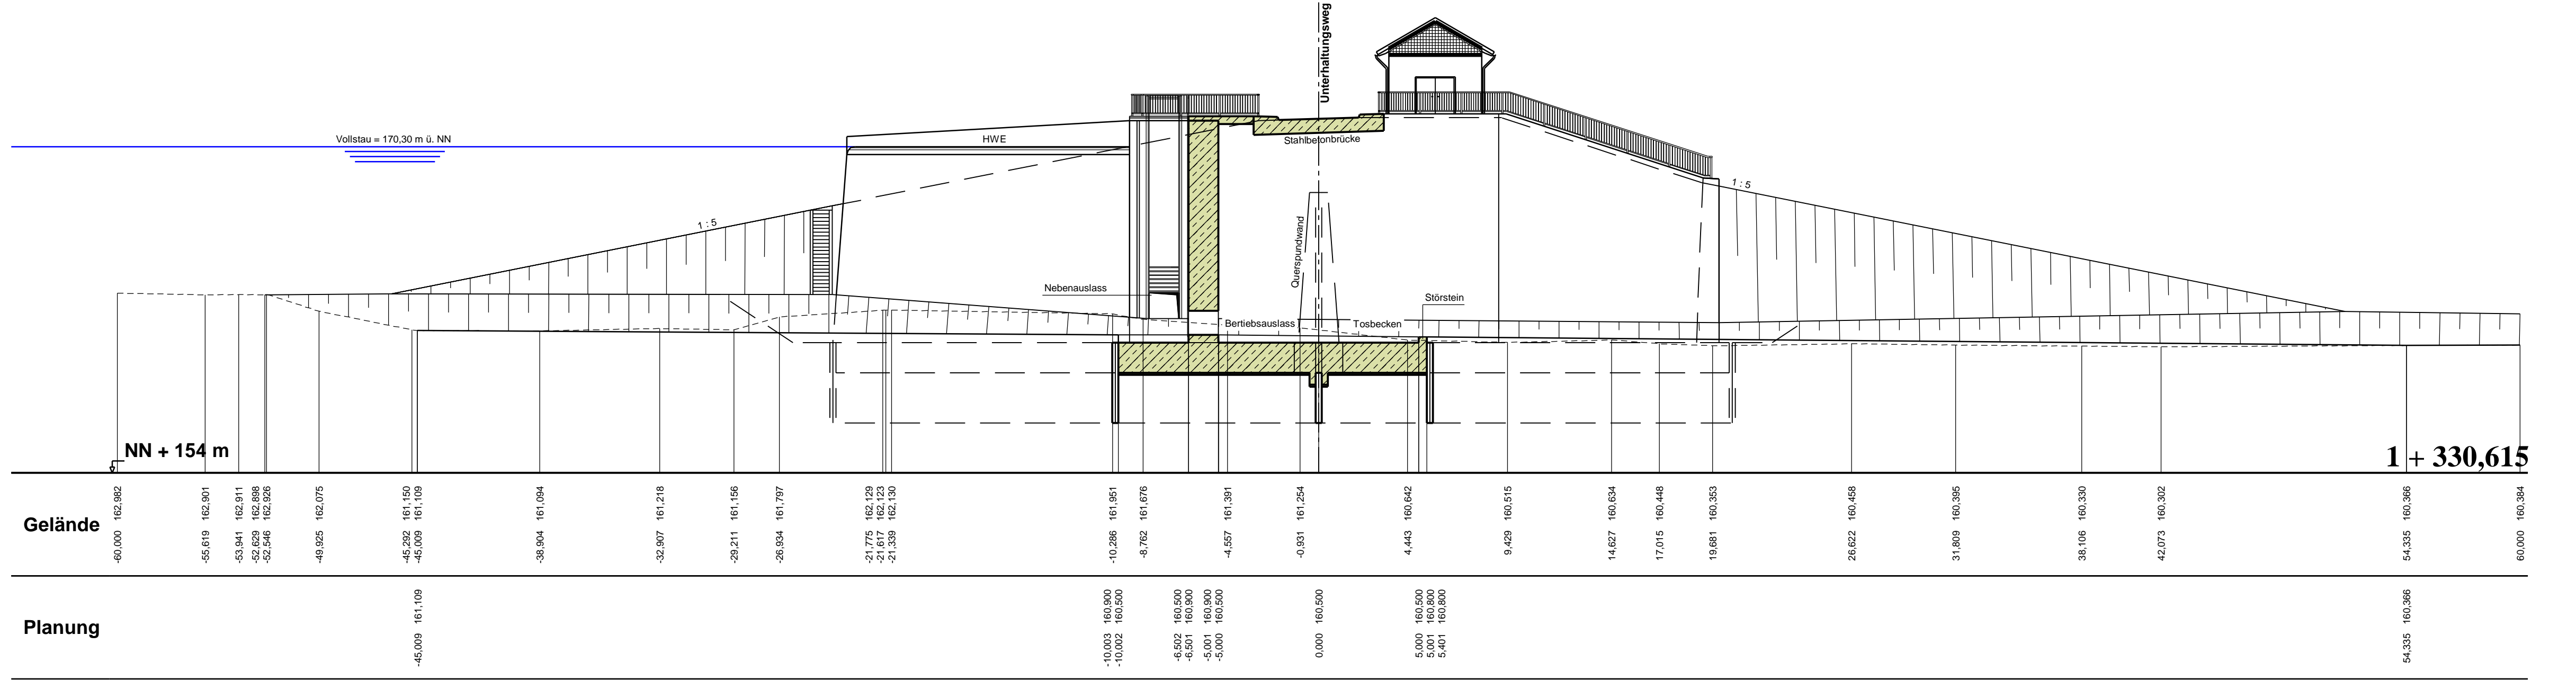 Unterhaltungsweg
Vollstau = 170,30 m ü. NN
HWE
Stahlbetonbrücke
1 : 5
1 : 5
Querspundwand
Nebenauslass
Störstein
Bertiebsauslass
Tosbecken
NN + 154 m
1 + 330,615
Gelände
-60,000 162,982
-55,619 162,901
-53,941 162,911
-52,629 162,898
-52,546 162,926
-49,925 162,075
-45,292 161,150
-45,009 161,109
-38,904 161,094
-32,907 161,218
-29,211 161,156
-26,934 161,797
-21,775 162,129
-21,617 162,123
-21,339 162,130
-10,286 161,951
-8,762 161,676
-4,557 161,391
-0,931 161,254
4,443 160,642
9,429 160,515
14,627 160,634
17,015 160,448
19,681 160,353
26,622 160,458
31,809 160,395
38,106 160,330
42,073 160,302
54,335 160,366
60,000 160,384
Planung
-45,009 161,109
-10,003 160,900
-10,002 160,500
-6,502 160,500
-6,501 160,900
-5,001 160,900
-5,000 160,500
0,000 160,500
5,000 160,500
5,001 160,800
5,401 160,800
54,335 160,366